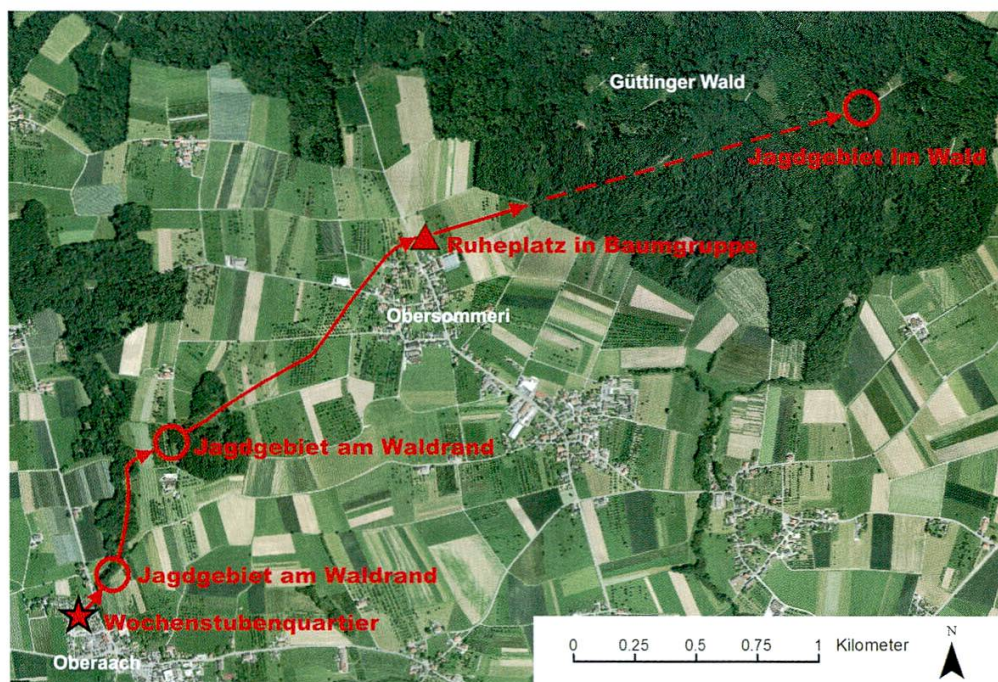 Güttinger Wald
Jagdgebiet im Wald
Ruheplatz in Baumgruppe
Obersommeri
Jagdgebiet am Waldrand
Jagdgebiet am Waldrand
Wochenstubenquartier
Oberaach
0 0.25 0.5 0.75 1 Kilometer
N